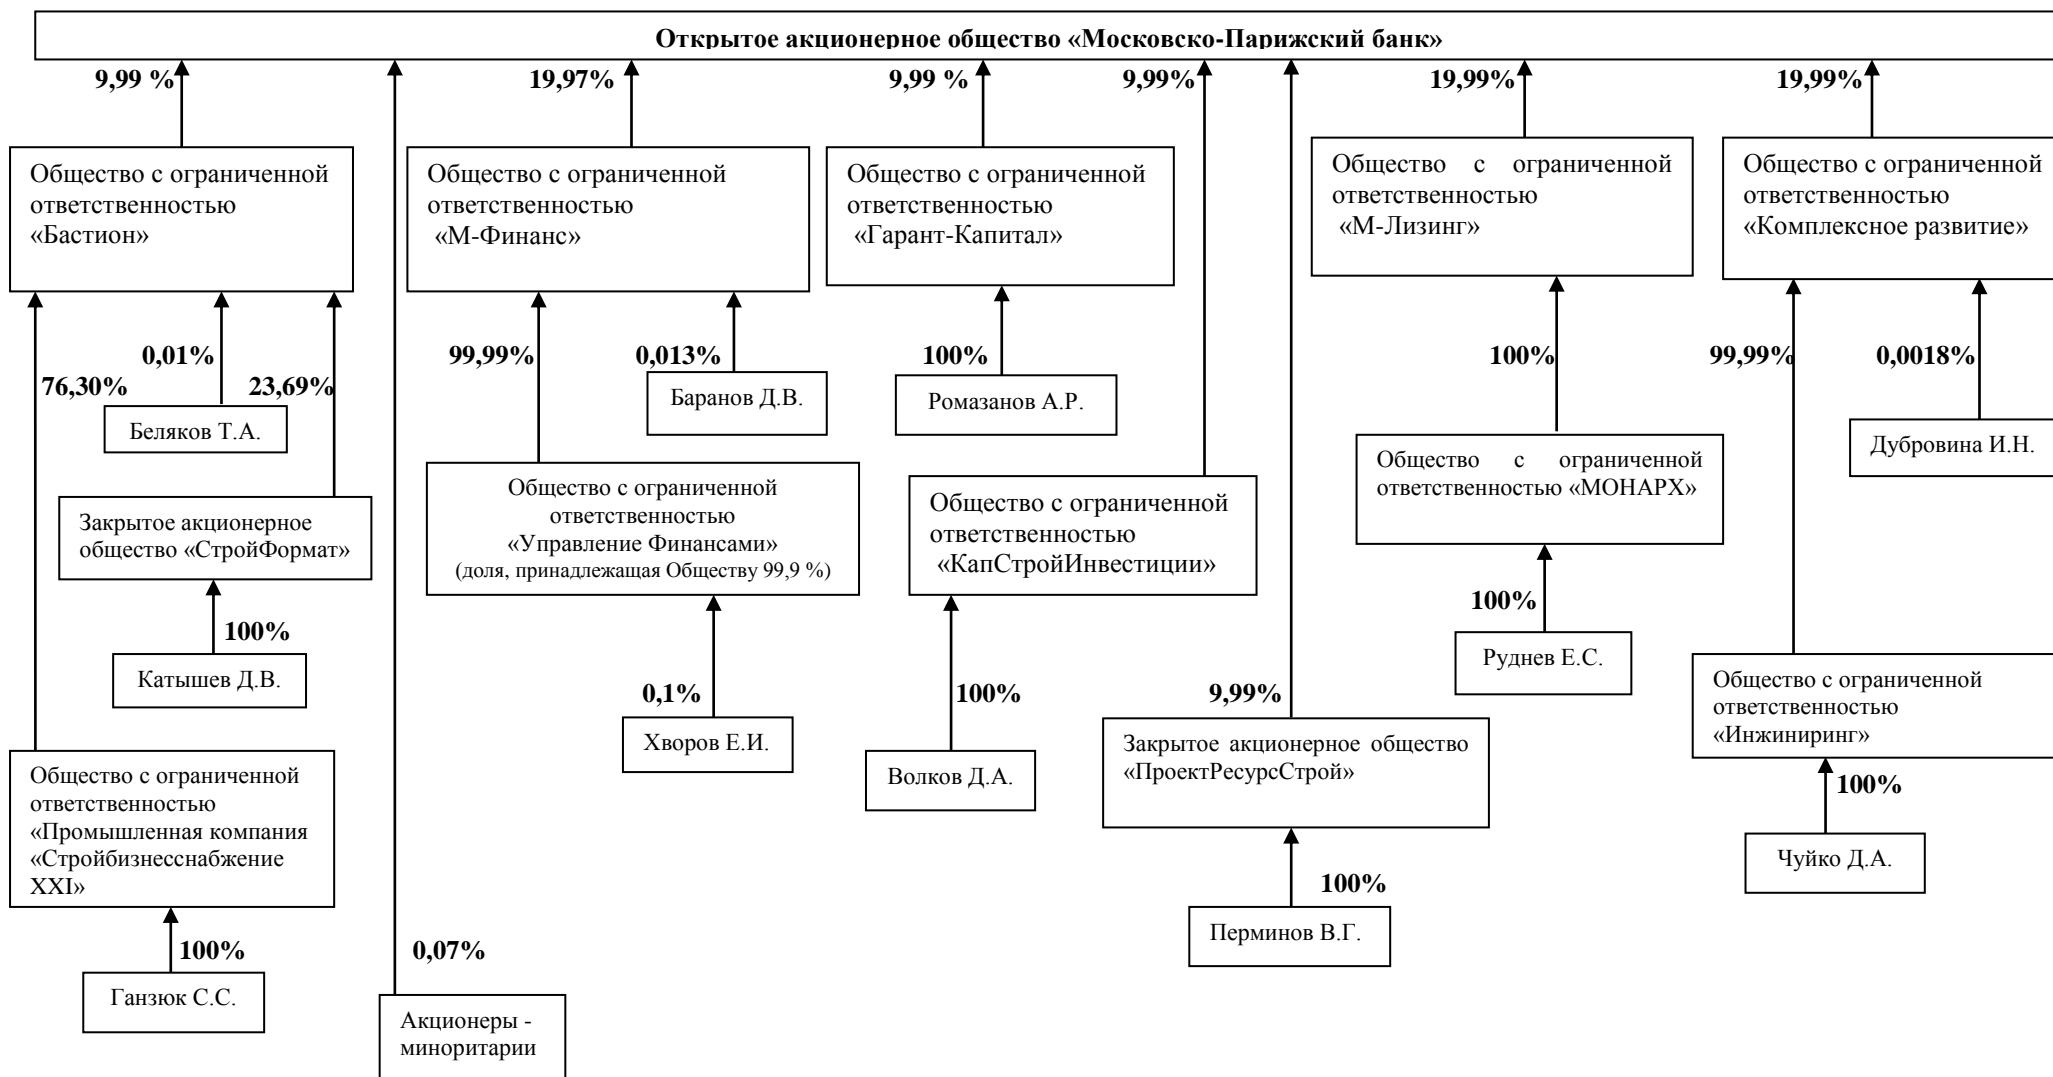 Открытое акционерное общество «Московско-Парижский банк»
9,99 %
19,97%
9,99 %
9,99%
19,99%
19,99%
Общество с ограниченной
ответственностью
«Бастион»
Общество с ограниченной
ответственностью
«М-Финанс»
Общество с ограниченной
ответственностью
«Гарант-Капитал»
Общество с ограниченной
ответственностью
«М-Лизинг»
Общество с ограниченной
ответственностью
«Комплексное развитие»
0,01%
76,30%
23,69%
99,99%
0,013%
100%
100%
99,99%
0,0018%
Беляков Т.А.
Баранов Д.В.
Ромазанов А.Р.
Дубровина И.Н.
Закрытое акционерное
общество «СтройФормат»
Общество с ограниченной
ответственностью
«Управление Финансами»
(доля, принадлежащая Обществу 99,9 %)
Общество с ограниченной
ответственностью
«КапСтройИнвестиции»
Общество с ограниченной
ответственностью «МОНАРХ»
100%
Катышев Д.В.
0,1%
Хворов Е.И.
100%
Волков Д.А.
9,99%
Закрытое акционерное общество
«ПроектРесурсСтрой»
100%
Руднев Е.С.
Общество с ограниченной
ответственностью
«Инжиниринг»
100%
Чуйко Д.А.
Общество с ограниченной
ответственностью
«Промышленная компания
«Стройбизнесснабжение
XXI»
100%
Перминов В.Г.
100%
Ганзюк С.С.
0,07%
Акционеры -
миноритарии